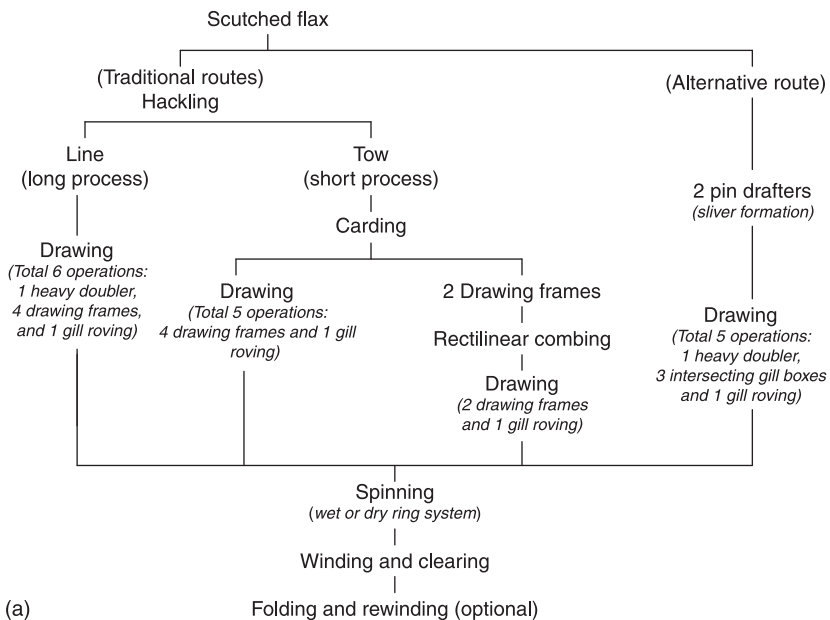 Scutched flax
(Traditional routes)
Hackling
(Alternative route)
Line
(long process)
Tow
(short process)
2 pin drafters
(sliver formation)
Carding
Drawing
(Total 6 operations:
1 heavy doubler,
4 drawing frames,
and 1 gill roving)
Drawing
(Total 5 operations:
4 drawing frames and 1 gill
roving)
2 Drawing frames
Rectilinear combing
Drawing
(2 drawing frames
and 1 gill roving)
Drawing
(Total 5 operations:
1 heavy doubler,
3 intersecting gill boxes
and 1 gill roving)
Spinning
(wet or dry ring system)
Winding and clearing
Folding and rewinding (optional)
(a)